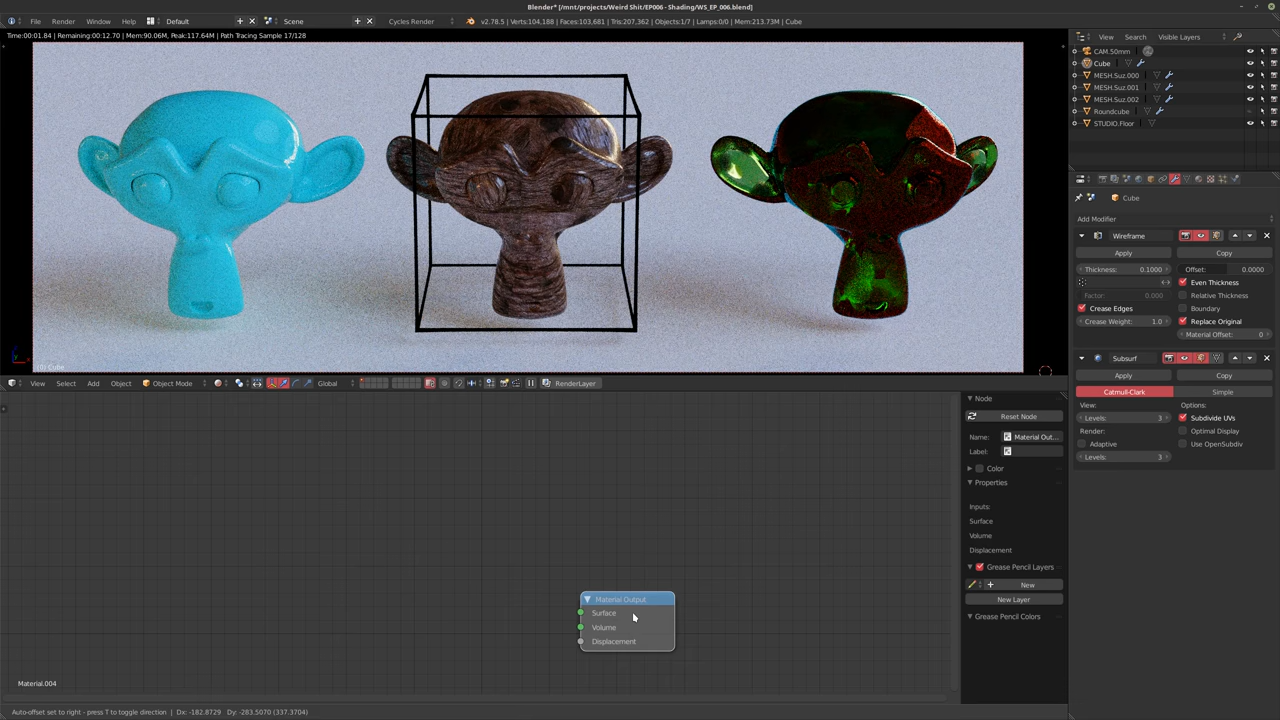 Blender* [/mnt/projects/Weird Shit/EP006 - Shading/WS_EP_006.blend]
File Render Window Help Default Scene Cycles Render v2.78.5 | Verts:104,188 | Faces:103,681 | Tris:207,362 | Objects:1/7 | Lamps:0/0 | Mem:213.73M | Cube
Time:00:01.84 | Remaining:00:12.70 | Mem:90.06M, Peak:117.64M | Path Tracing Sample 17/128
View Search Visible Layers
CAM.50mm
Cube
MESH.Suz.000
MESH.Suz.001
MESH.Suz.002
Roundcube
STUDIO.Floor
Cube
Add Modifier
Wireframe
Apply Copy
Thickness: 0.1000 Offset: 0.0000
Even Thickness
Factor: 0.000 Relative Thickness
Crease Edges Boundary
Crease Weight: 1.0 Replace Original
Material Offset: 0
Subsurf
Apply Copy
Catmull-Clark Simple
View: Options:
Levels: 3 Subdivide UVs
Render: Optimal Display
Adaptive Use OpenSubdiv
Levels: 3
(0) Cube
View Select Add Object Object Mode Global RenderLayer
Node
Reset Node
Name: Material Out...
Label:
Color
Properties
Inputs:
Surface
Volume
Displacement
Grease Pencil Layers
New
New Layer
Grease Pencil Colors
Material Output
Surface
Volume
Displacement
Material.004
Auto-offset set to right - press T to toggle direction | Dx: -182.8729 Dy: -283.5070 (337.3704)